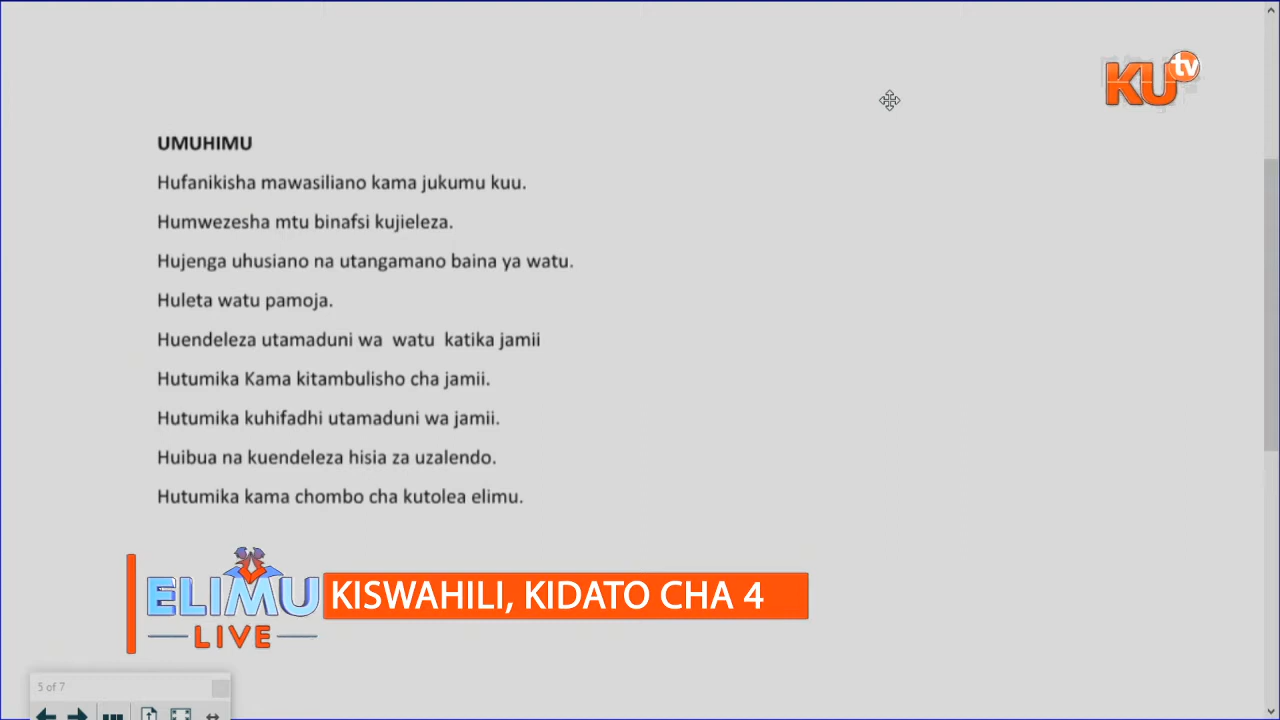 KU tv
UMUHIMU
Hufanikisha mawasiliano kama jukumu kuu.
Humwezesha mtu binafsi kujieleza.
Hujenga uhusiano na utangamano baina ya watu.
Huleta watu pamoja.
Huendeleza utamaduni wa watu katika jamii
Hutumika Kama kitambulisho cha jamii.
Hutumika kuhifadhi utamaduni wa jamii.
Huibua na kuendeleza hisia za uzalendo.
Hutumika kama chombo cha kutolea elimu.
ELIMU LIVE
KISWAHILI, KIDATO CHA 4
5 of 7